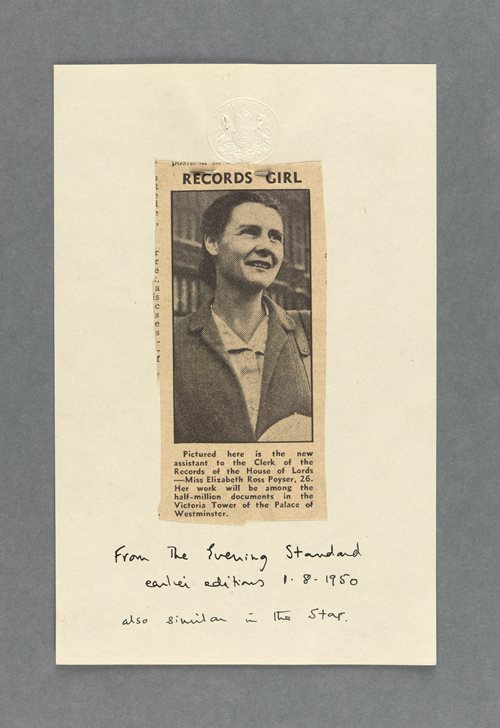 RECORDS GIRL
Pictured here is the new
assistant to the Clerk of the
Records of the House of Lords
—Miss Elizabeth Ross Poyser, 26.
Her work will be among the
half-million documents in the
Victoria Tower of the Palace of
Westminster.
From The Evening Standard
earlier editions 1.8.1950
also similar in the Star.